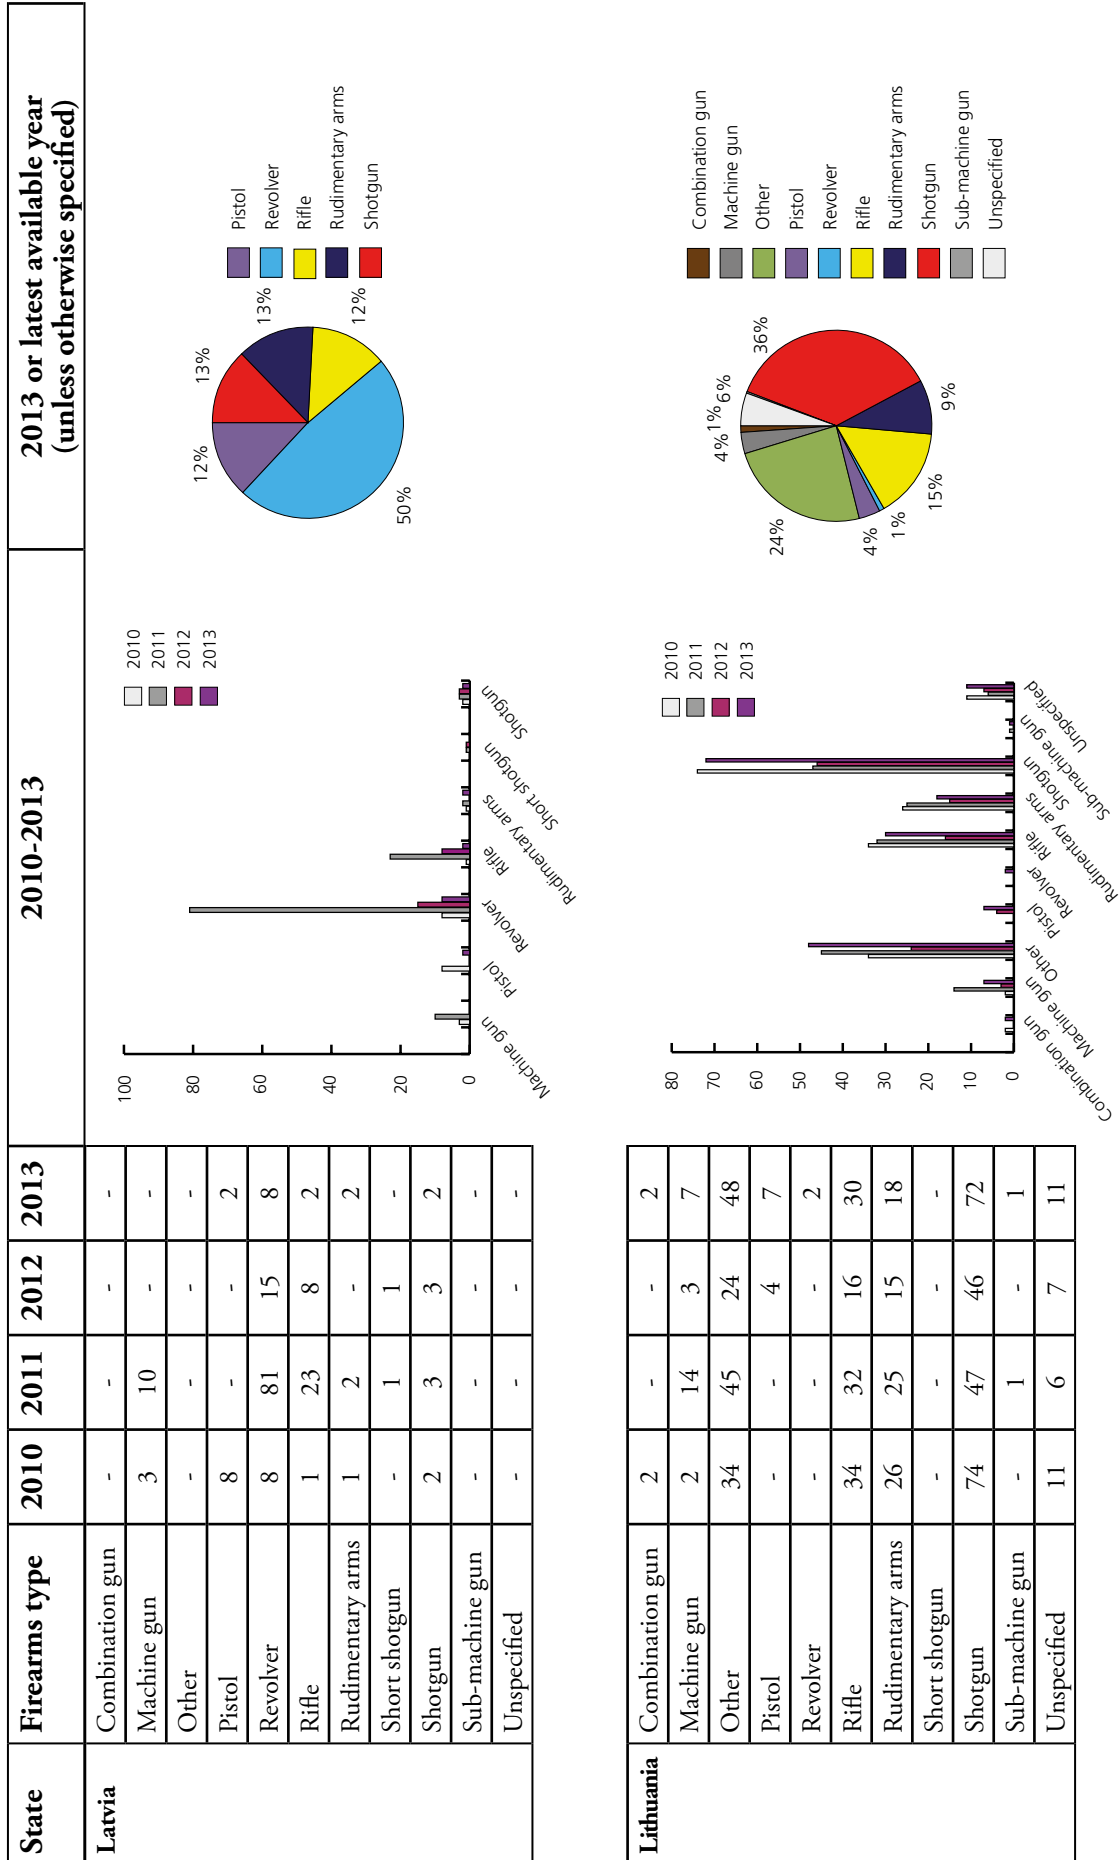 State Firearms type 2010 2011 2012 2013 2010-2013 2013 or latest available year
(unless otherwise specified)
Latvia
Combination gun - - - -
Machine gun 3 10 - -
Other - - - -
Pistol 8 - - 2
Revolver 8 81 15 8
Rifle 1 23 8 2
Rudimentary arms 1 2 - 2
Short shotgun - 1 1 -
Shotgun 2 3 3 2
Sub-machine gun - - - -
Unspecified - - - -
100
80
60
40
20
0
Machine gun
Pistol
Revolver
Rifle
Rudimentary arms
Short shotgun
Shotgun
2010
2011
2012
2013
12%
13%
13%
12%
50%
Pistol
Revolver
Rifle
Rudimentary arms
Shotgun
Lithuania
Combination gun 2 - - 2
Machine gun 2 14 3 7
Other 34 45 24 48
Pistol - - 4 7
Revolver - - - 2
Rifle 34 32 16 30
Rudimentary arms 26 25 15 18
Short shotgun - - - -
Shotgun 74 47 46 72
Sub-machine gun - 1 - 1
Unspecified 11 6 7 11
80
70
60
50
40
30
20
10
0
Combination gun
Machine gun
Other
Pistol
Revolver
Rifle
Rudimentary arms
Shotgun
Sub-machine gun
Unspecified
2010
2011
2012
2013
4%
1%
6%
36%
24%
4%
1%
15%
9%
Combination gun
Machine gun
Other
Pistol
Revolver
Rifle
Rudimentary arms
Shotgun
Sub-machine gun
Unspecified